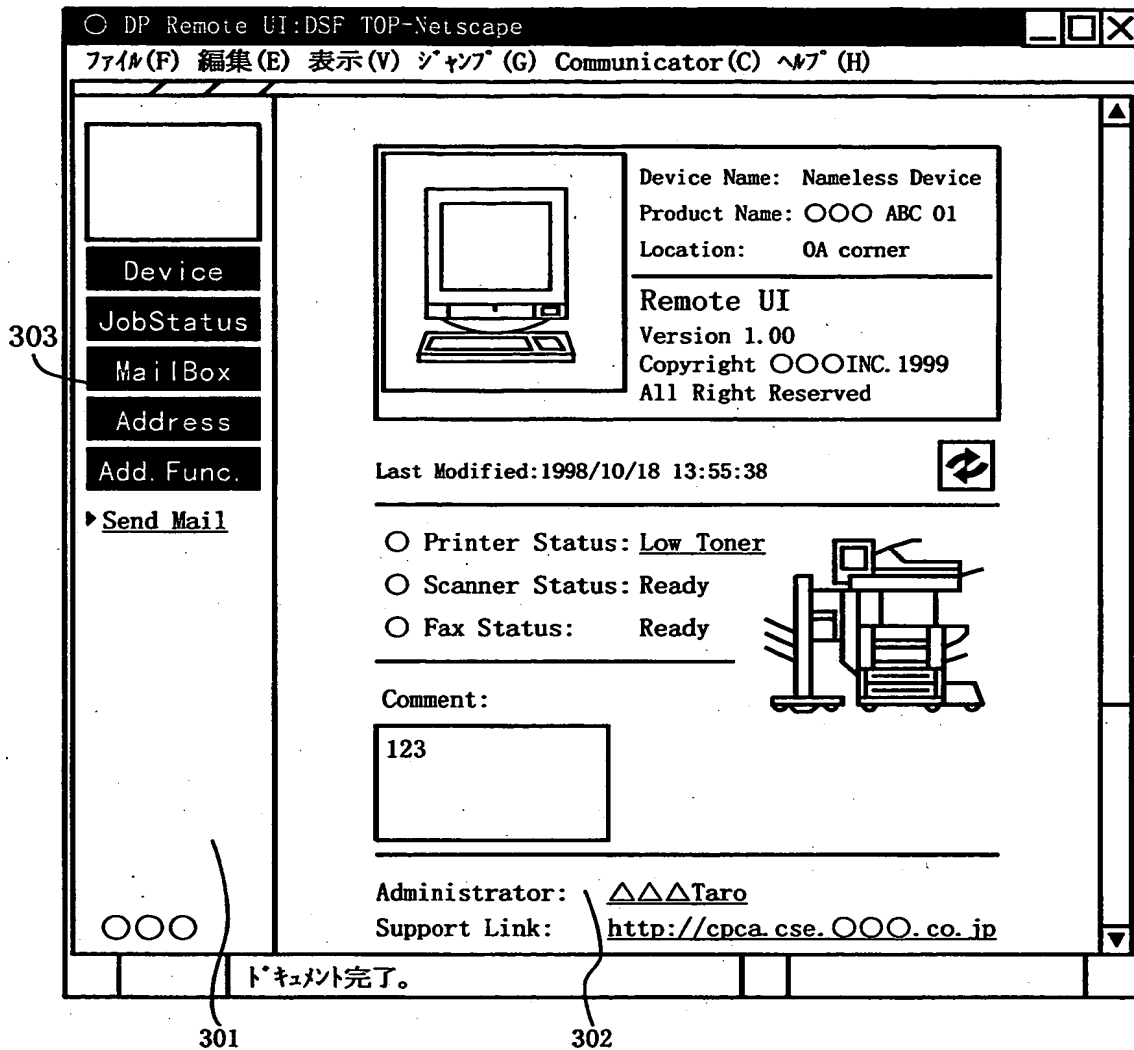 ○ DP Remote UI:DSF TOP-Netscape
ファイル(F) 編集(E) 表示(V) ジャンプ(G) Communicator(C) ヘルプ(H)
Device
JobStatus
303
MailBox
Address
Add. Func.
Send Mail
○○○
Device Name: Nameless Device
Product Name: ○○○ ABC 01
Location: OA corner
Remote UI
Version 1.00
Copyright ○○○INC. 1999
All Right Reserved
Last Modified:1998/10/18 13:55:38
○ Printer Status: Low Toner
○ Scanner Status: Ready
○ Fax Status: Ready
Comment:
123
Administrator: △△△Taro
Support Link: http://cpca.cse.○○○.co.jp
ドキュメント完了。
301
302